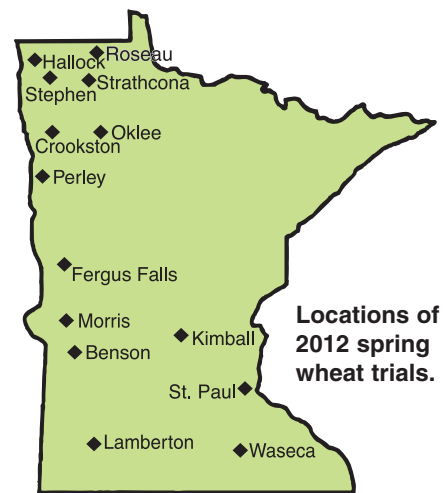 Roseau
Hallock
Stephen
Strathcona
Crookston
Oklee
Perley
Fergus Falls
Morris
Kimball
Benson
Locations of
2012 spring
wheat trials.
St. Paul
Lamberton
Waseca